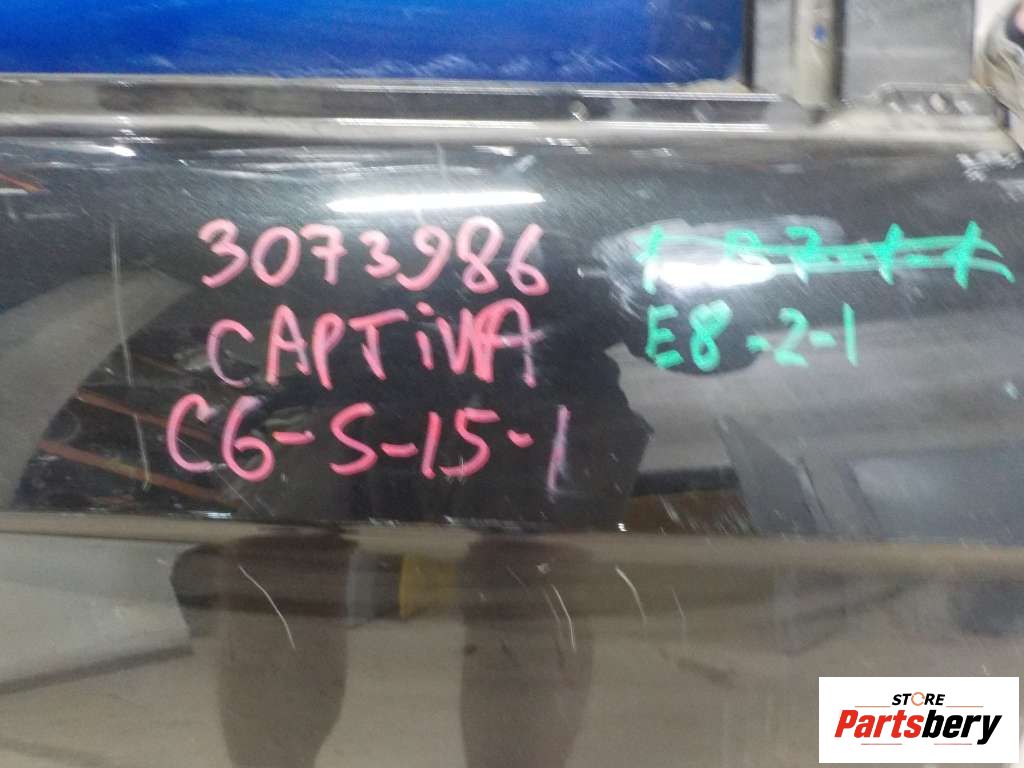 3073986
CAPTiVA
C6-S-15-1
E8-2-1
STORE
Partsbery